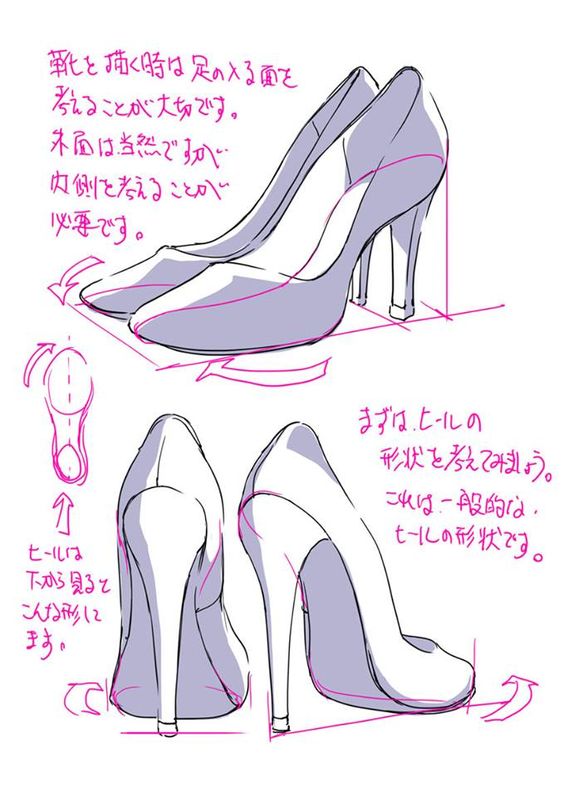 靴を描く時は足の入る面を
考えることが大切です。
外面は当然ですが
内側を考えることが
必要です。
まずは、ヒールの
形状を考えてみましょう。
これは、一般的な、
ヒールの形状です。
ヒールは
下から見ると
こんな形して
ます。